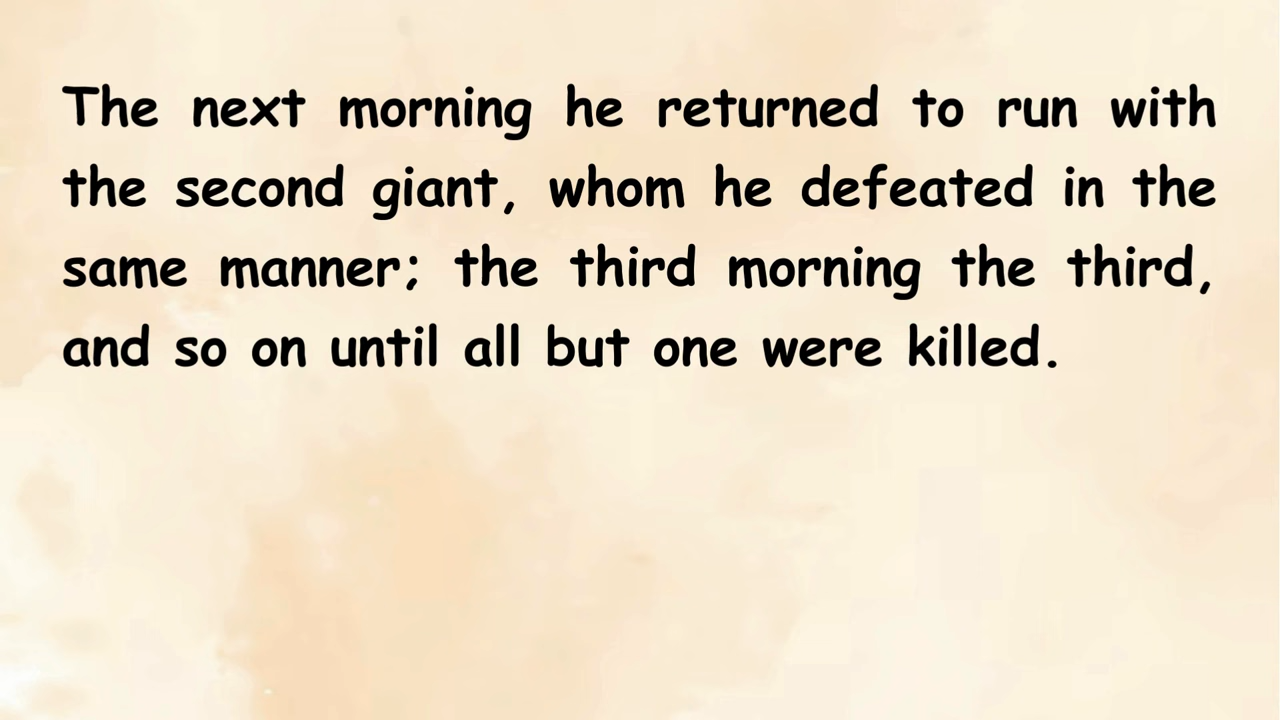 The next morning he returned to run with
the second giant, whom he defeated in the
same manner; the third morning the third,
and so on until all but one were killed.